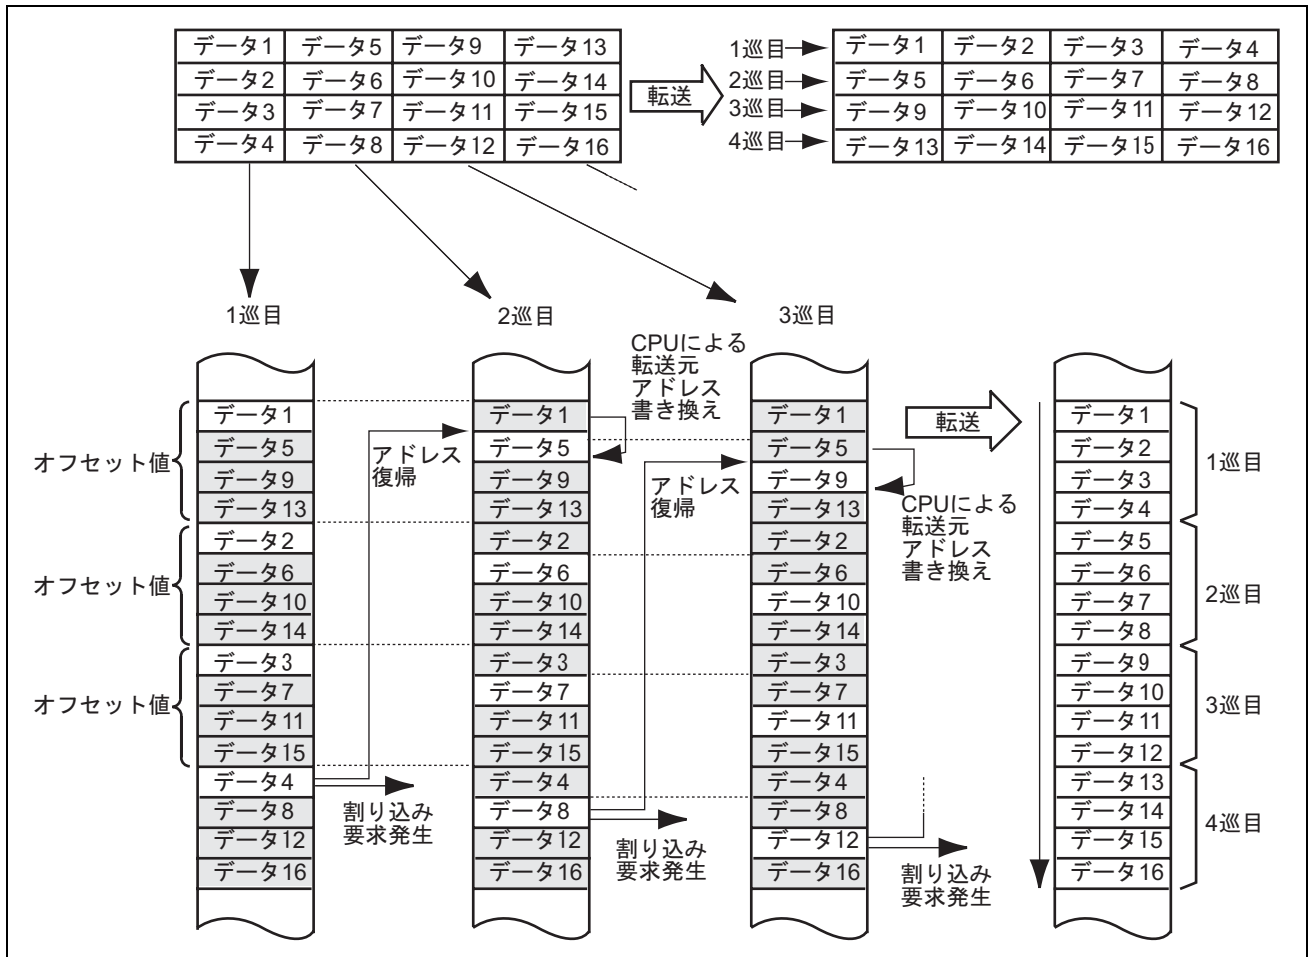 データ1 データ5 データ9 データ13
データ2 データ6 データ10 データ14
データ3 データ7 データ11 データ15
データ4 データ8 データ12 データ16
転送
1巡目 データ1 データ2 データ3 データ4
2巡目 データ5 データ6 データ7 データ8
3巡目 データ9 データ10 データ11 データ12
4巡目 データ13 データ14 データ15 データ16
1巡目
オフセット値
オフセット値
オフセット値
データ1
データ5
データ9
データ13
データ2
データ6
データ10
データ14
データ3
データ7
データ11
データ15
データ4
データ8
データ12
データ16
アドレス
復帰
割り込み
要求発生
2巡目
データ1
データ5
データ9
データ13
データ2
データ6
データ10
データ14
データ3
データ7
データ11
データ15
データ4
データ8
データ12
データ16
CPUによる
転送元
アドレス
書き換え
アドレス
復帰
割り込み
要求発生
3巡目
データ1
データ5
データ9
データ13
データ2
データ6
データ10
データ14
データ3
データ7
データ11
データ15
データ4
データ8
データ12
データ16
CPUによる
転送元
アドレス
書き換え
割り込み
要求発生
転送
データ1
データ2
データ3
データ4
データ5
データ6
データ7
データ8
データ9
データ10
データ11
データ12
データ13
データ14
データ15
データ16
1巡目
2巡目
3巡目
4巡目